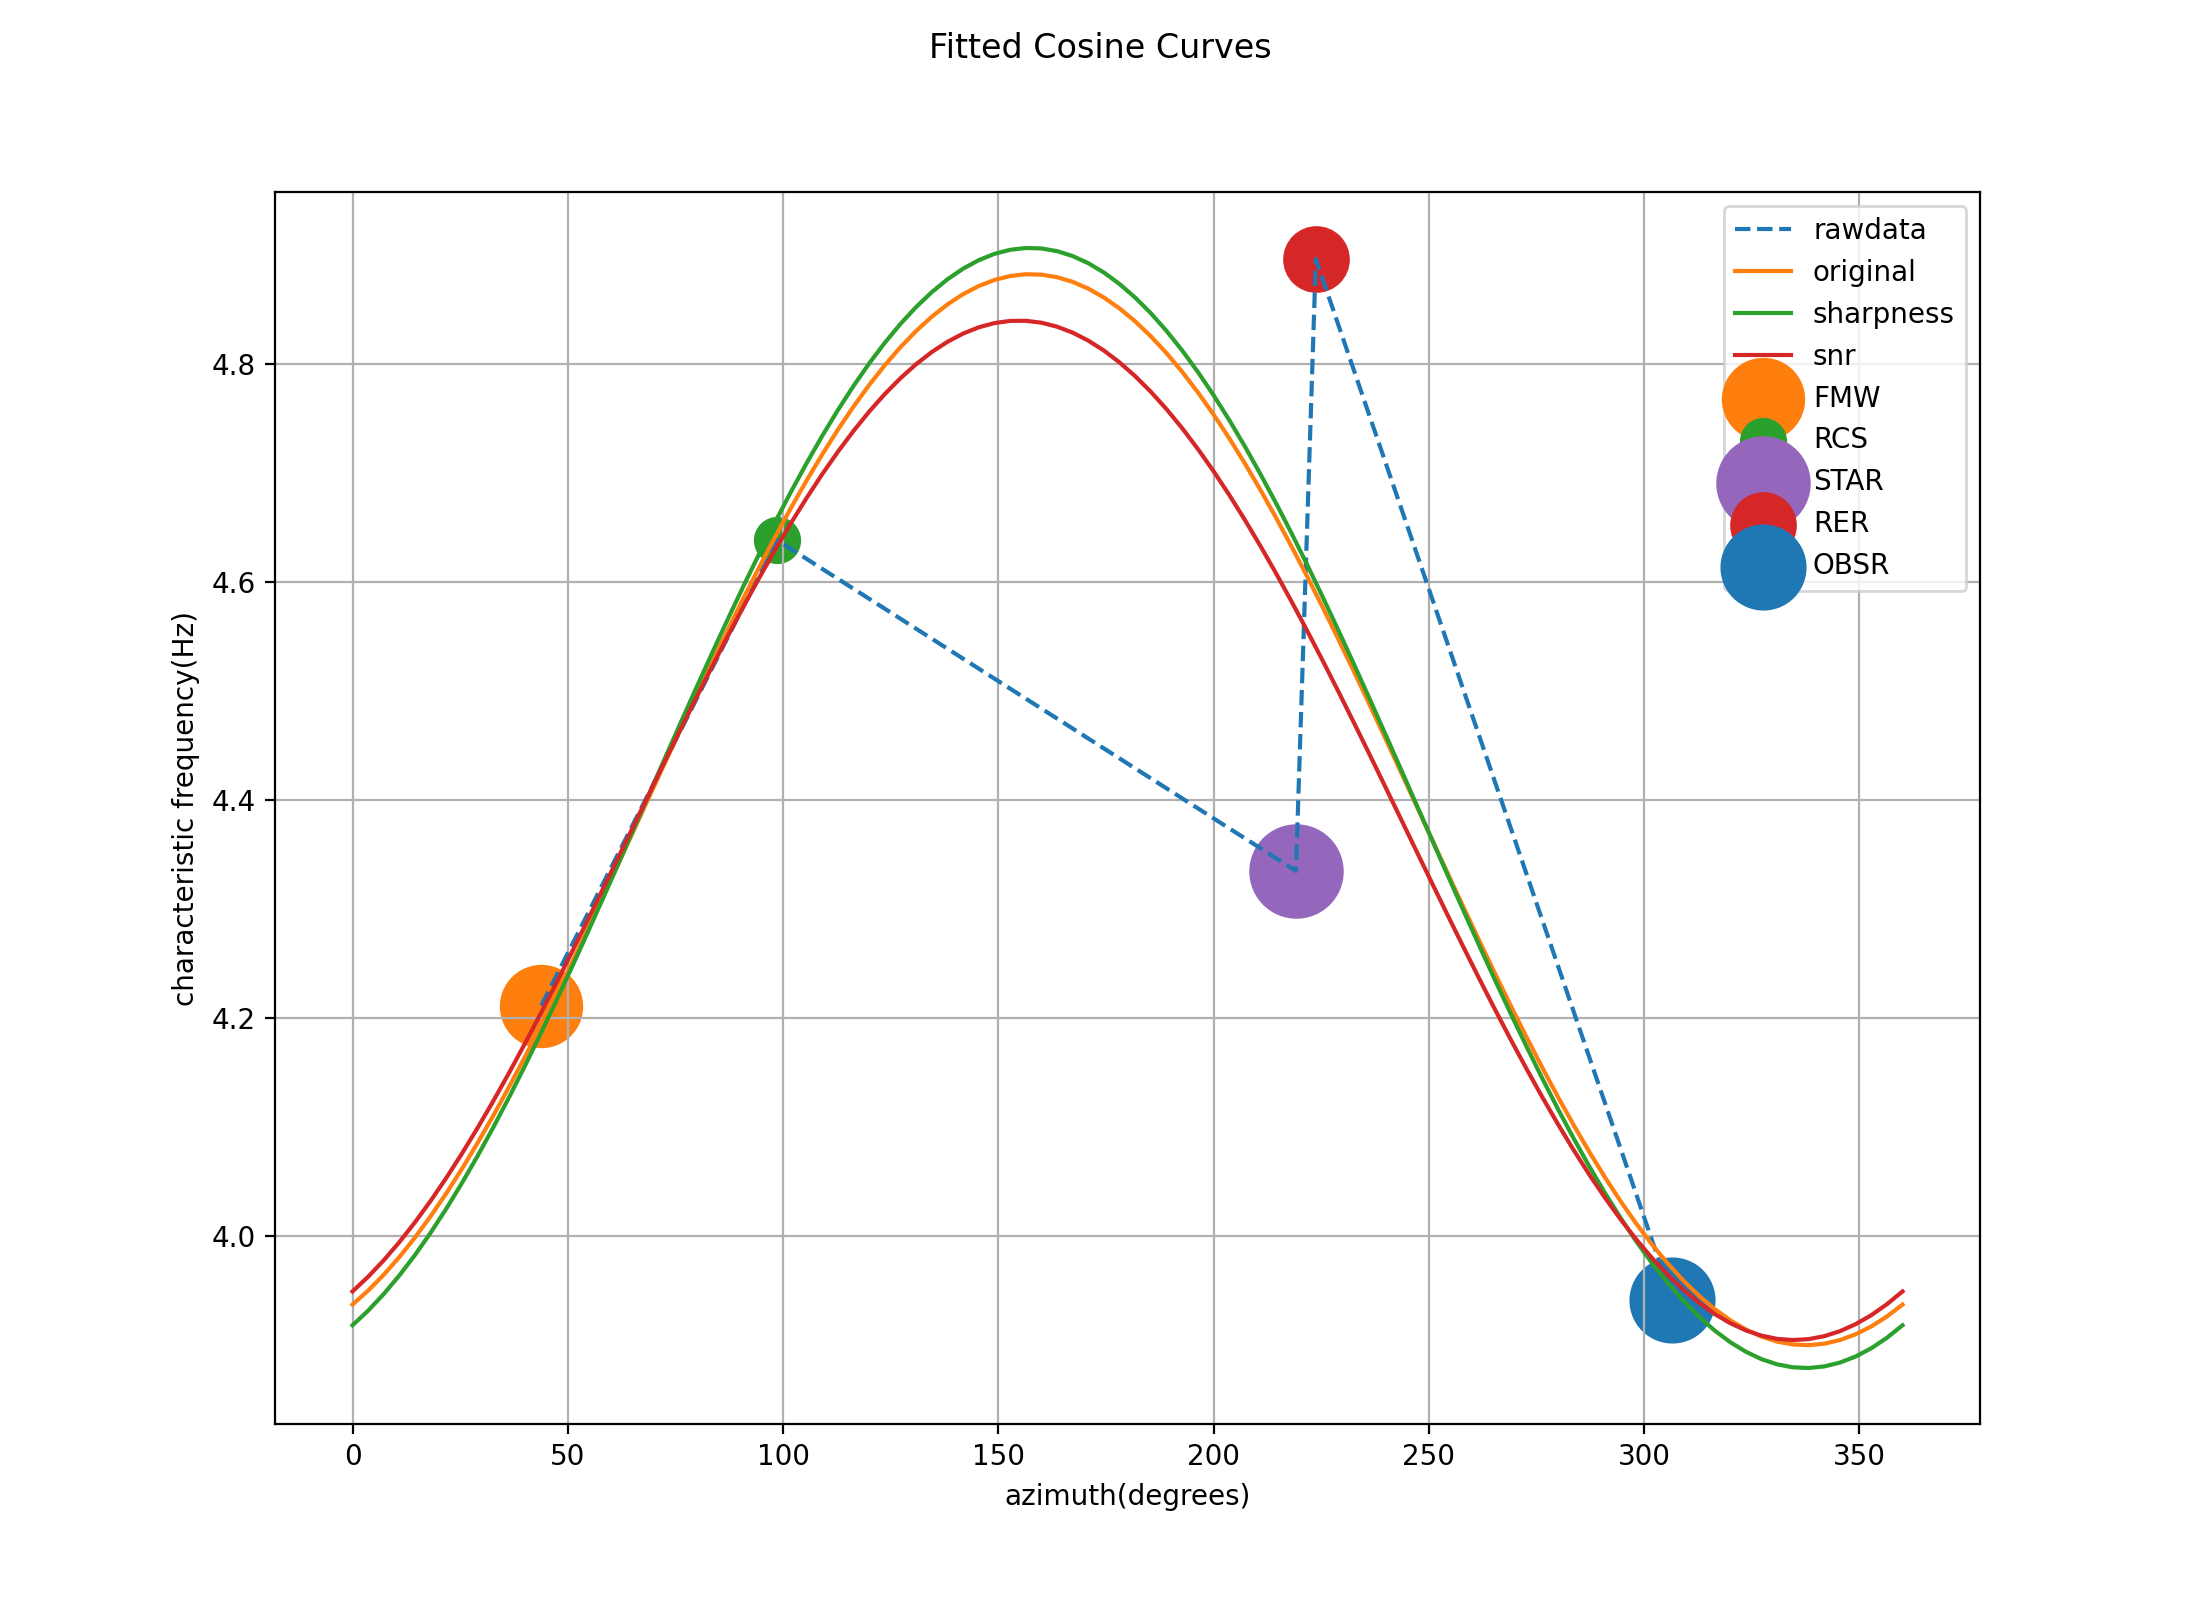 Fitted Cosine Curves
rawdata
original
sharpness
snr
FMW
RCS
STAR
RER
OBSR
characteristic frequency(Hz)
4.8
4.6
4.4
4.2
4.0
0 50 100 150 200 250 300 350
azimuth(degrees)